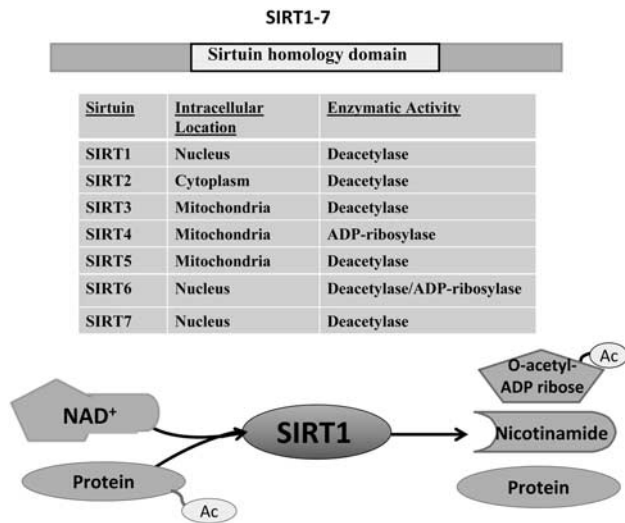 SIRT1-7
Sirtuin homology domain
Sirtuin Intracellular Location Enzymatic Activity
SIRT1 Nucleus Deacetylase
SIRT2 Cytoplasm Deacetylase
SIRT3 Mitochondria Deacetylase
SIRT4 Mitochondria ADP-ribosylase
SIRT5 Mitochondria Deacetylase
SIRT6 Nucleus Deacetylase/ADP-ribosylase
SIRT7 Nucleus Deacetylase
NAD⁺
Protein
Ac
SIRT1
Ac
O-acetyl-
ADP ribose
Nicotinamide
Protein